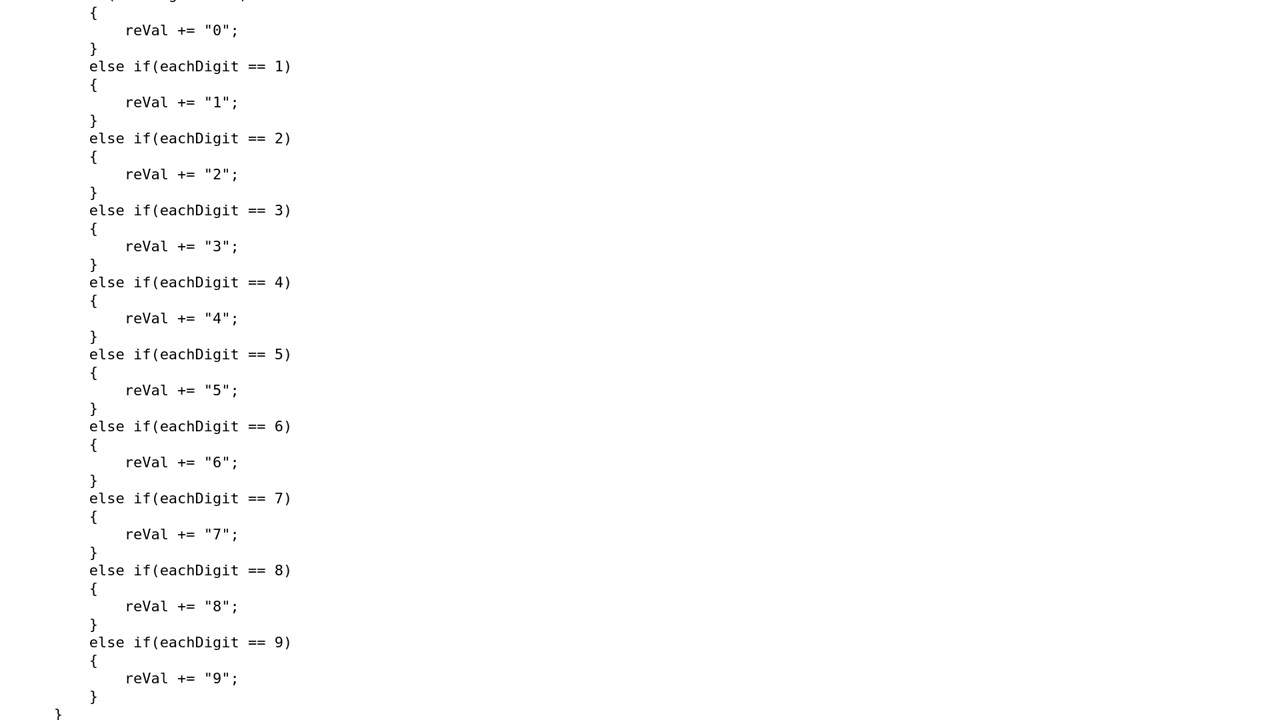 {
reVal += "0";
}
else if(eachDigit == 1)
{
reVal += "1";
}
else if(eachDigit == 2)
{
reVal += "2";
}
else if(eachDigit == 3)
{
reVal += "3";
}
else if(eachDigit == 4)
{
reVal += "4";
}
else if(eachDigit == 5)
{
reVal += "5";
}
else if(eachDigit == 6)
{
reVal += "6";
}
else if(eachDigit == 7)
{
reVal += "7";
}
else if(eachDigit == 8)
{
reVal += "8";
}
else if(eachDigit == 9)
{
reVal += "9";
}
}